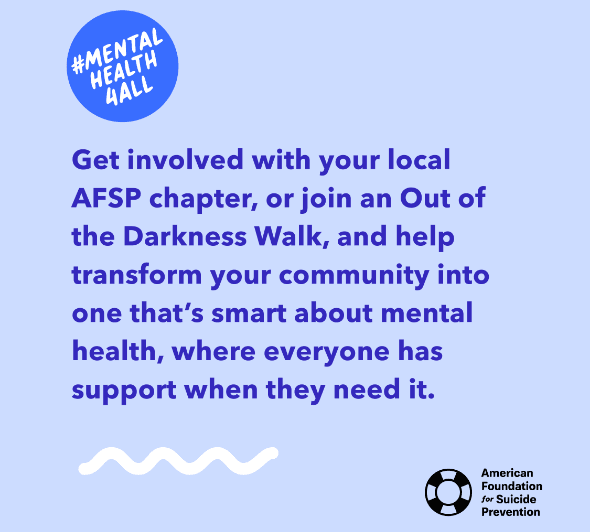 #MENTAL
HEALTH
4ALL
Get involved with your local
AFSP chapter, or join an Out of
the Darkness Walk, and help
transform your community into
one that’s smart about mental
health, where everyone has
support when they need it.
American
Foundation
for Suicide
Prevention